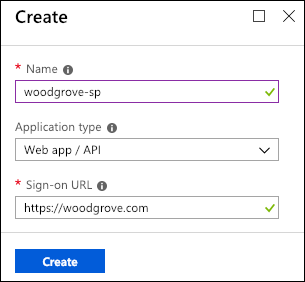 Create
* Name
woodgrove-sp
Application type
Web app / API
* Sign-on URL
https://woodgrove.com
Create